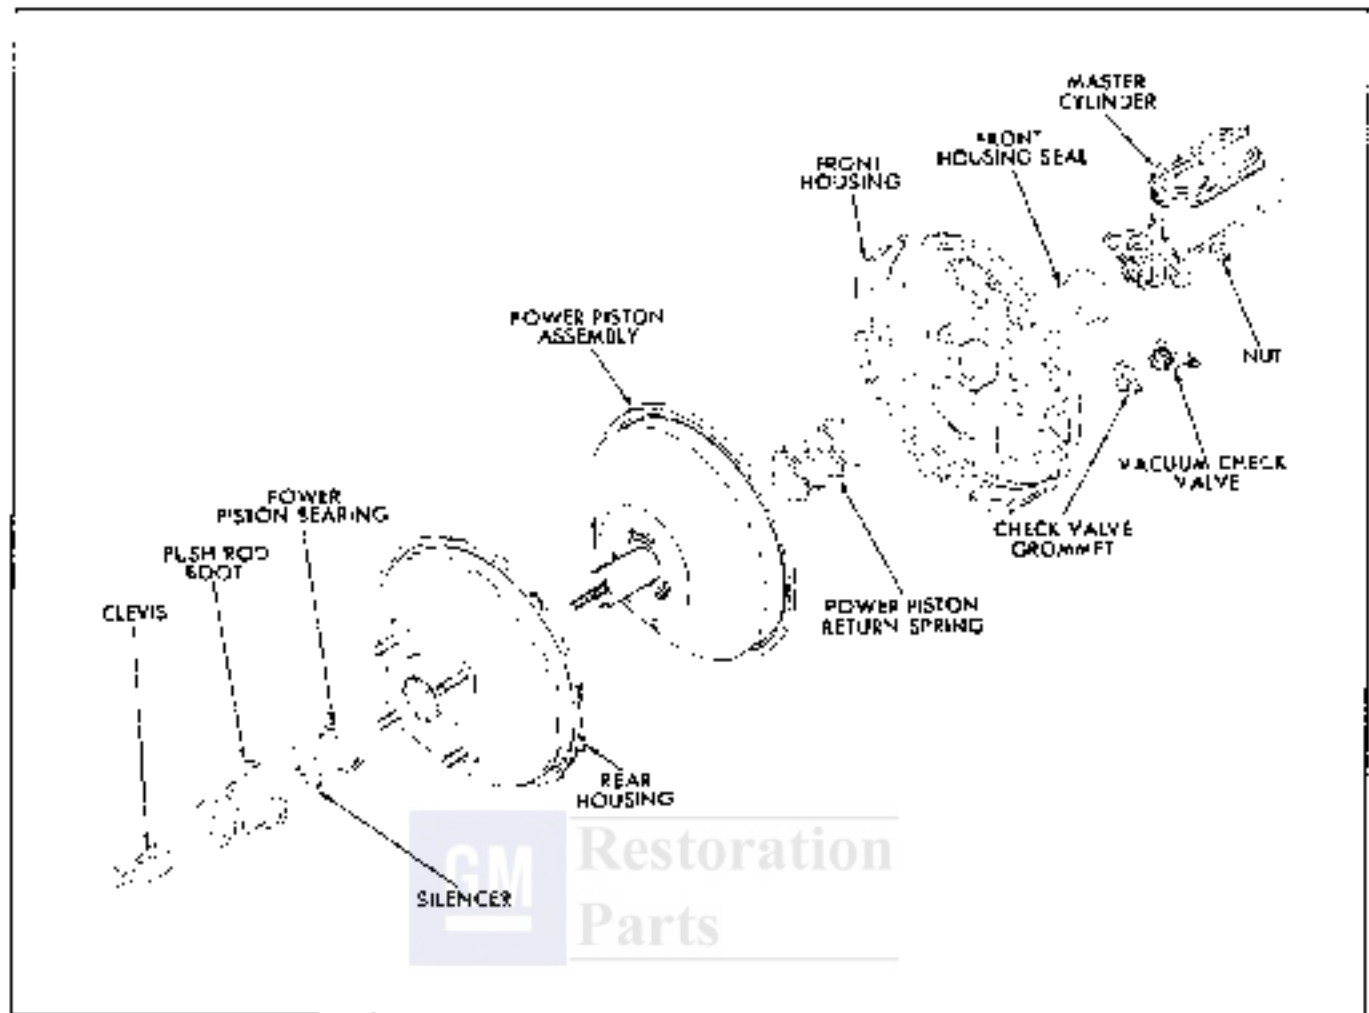 MASTER
CYLINDER
FRONT
HOUSING SEAL
FRONT
HOUSING
POWER PISTON
ASSEMBLY
NUT
VACUUM CHECK
VALVE
CHECK VALVE
GROMMET
POWER
PISTON BEARING
PUSH ROD
BOOT
CLEVIS
POWER PISTON
RETURN SPRING
REAR
HOUSING
SILENCER
GM
Restoration
Parts